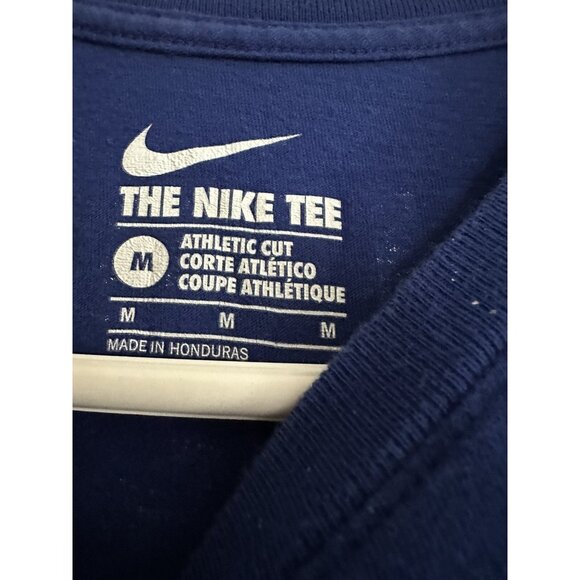 THE NIKE TEE
M
ATHLETIC CUT
CORTE ATLÉTICO
COUPE ATHLÉTIQUE
M M M
MADE IN HONDURAS